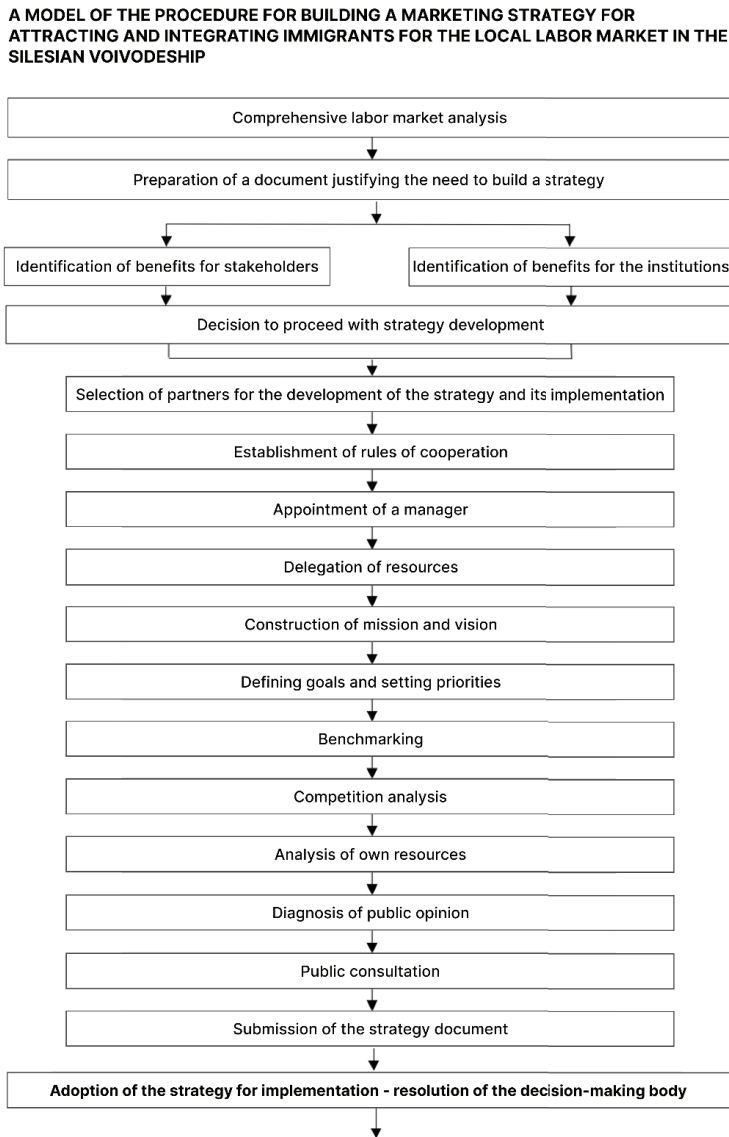 A MODEL OF THE PROCEDURE FOR BUILDING A MARKETING STRATEGY FOR
ATTRACTING AND INTEGRATING IMMIGRANTS FOR THE LOCAL LABOR MARKET IN THE
SILESIAN VOIVODESHIP
Comprehensive labor market analysis
Preparation of a document justifying the need to build a strategy
Identification of benefits for stakeholders
Identification of benefits for the institutions
Decision to proceed with strategy development
Selection of partners for the development of the strategy and its implementation
Establishment of rules of cooperation
Appointment of a manager
Delegation of resources
Construction of mission and vision
Defining goals and setting priorities
Benchmarking
Competition analysis
Analysis of own resources
Diagnosis of public opinion
Public consultation
Submission of the strategy document
Adoption of the strategy for implementation - resolution of the decision-making body